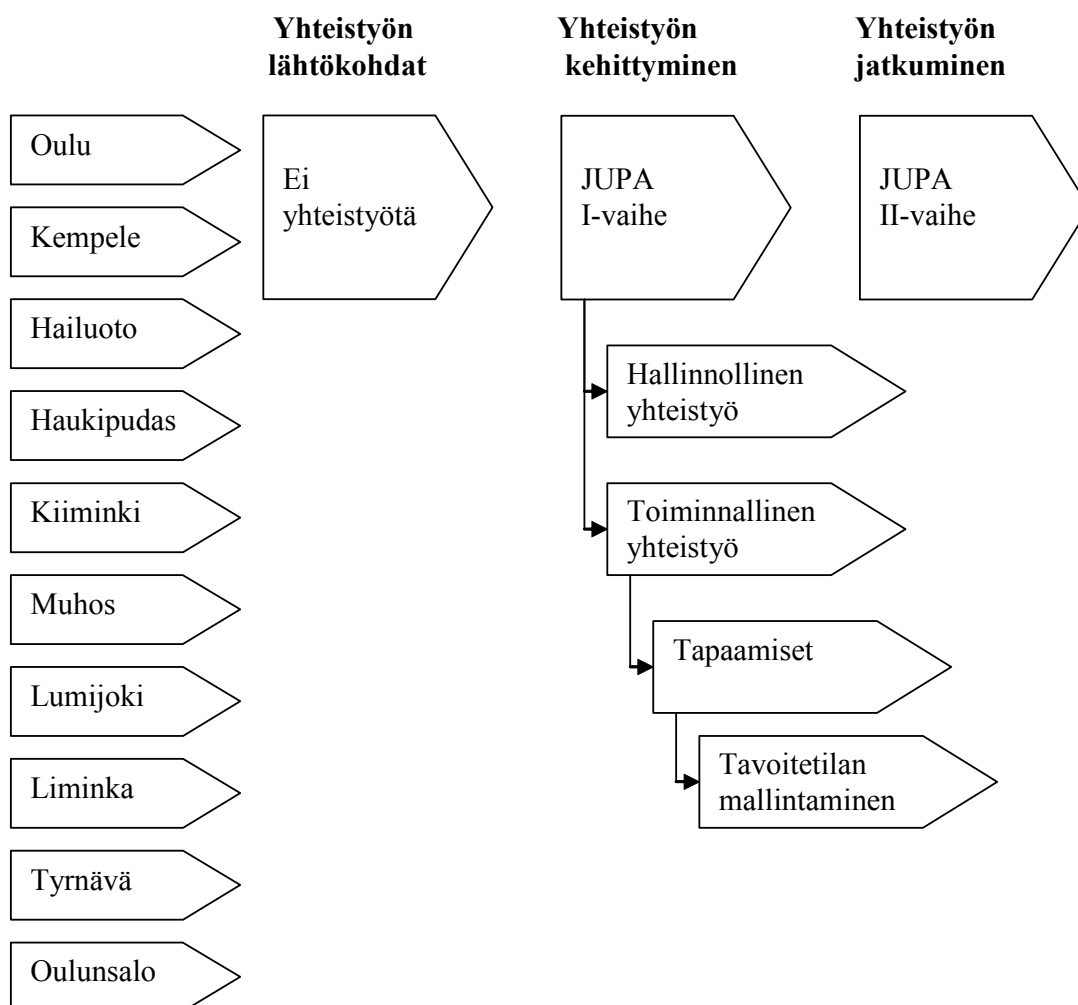 Yhteistyön
lähtökohdat
Yhteistyön
kehittyminen
Yhteistyön
jatkuminen
Oulu
Kempele
Hailuoto
Haukipudas
Kiiminki
Muhos
Lumijoki
Liminka
Tyrnävä
Oulunsalo
Ei
yhteistyötä
JUPA
I-vaihe
Hallinnollinen
yhteistyö
Toiminnallinen
yhteistyö
Tapaamiset
Tavoitetilan
mallintaminen
JUPA
II-vaihe